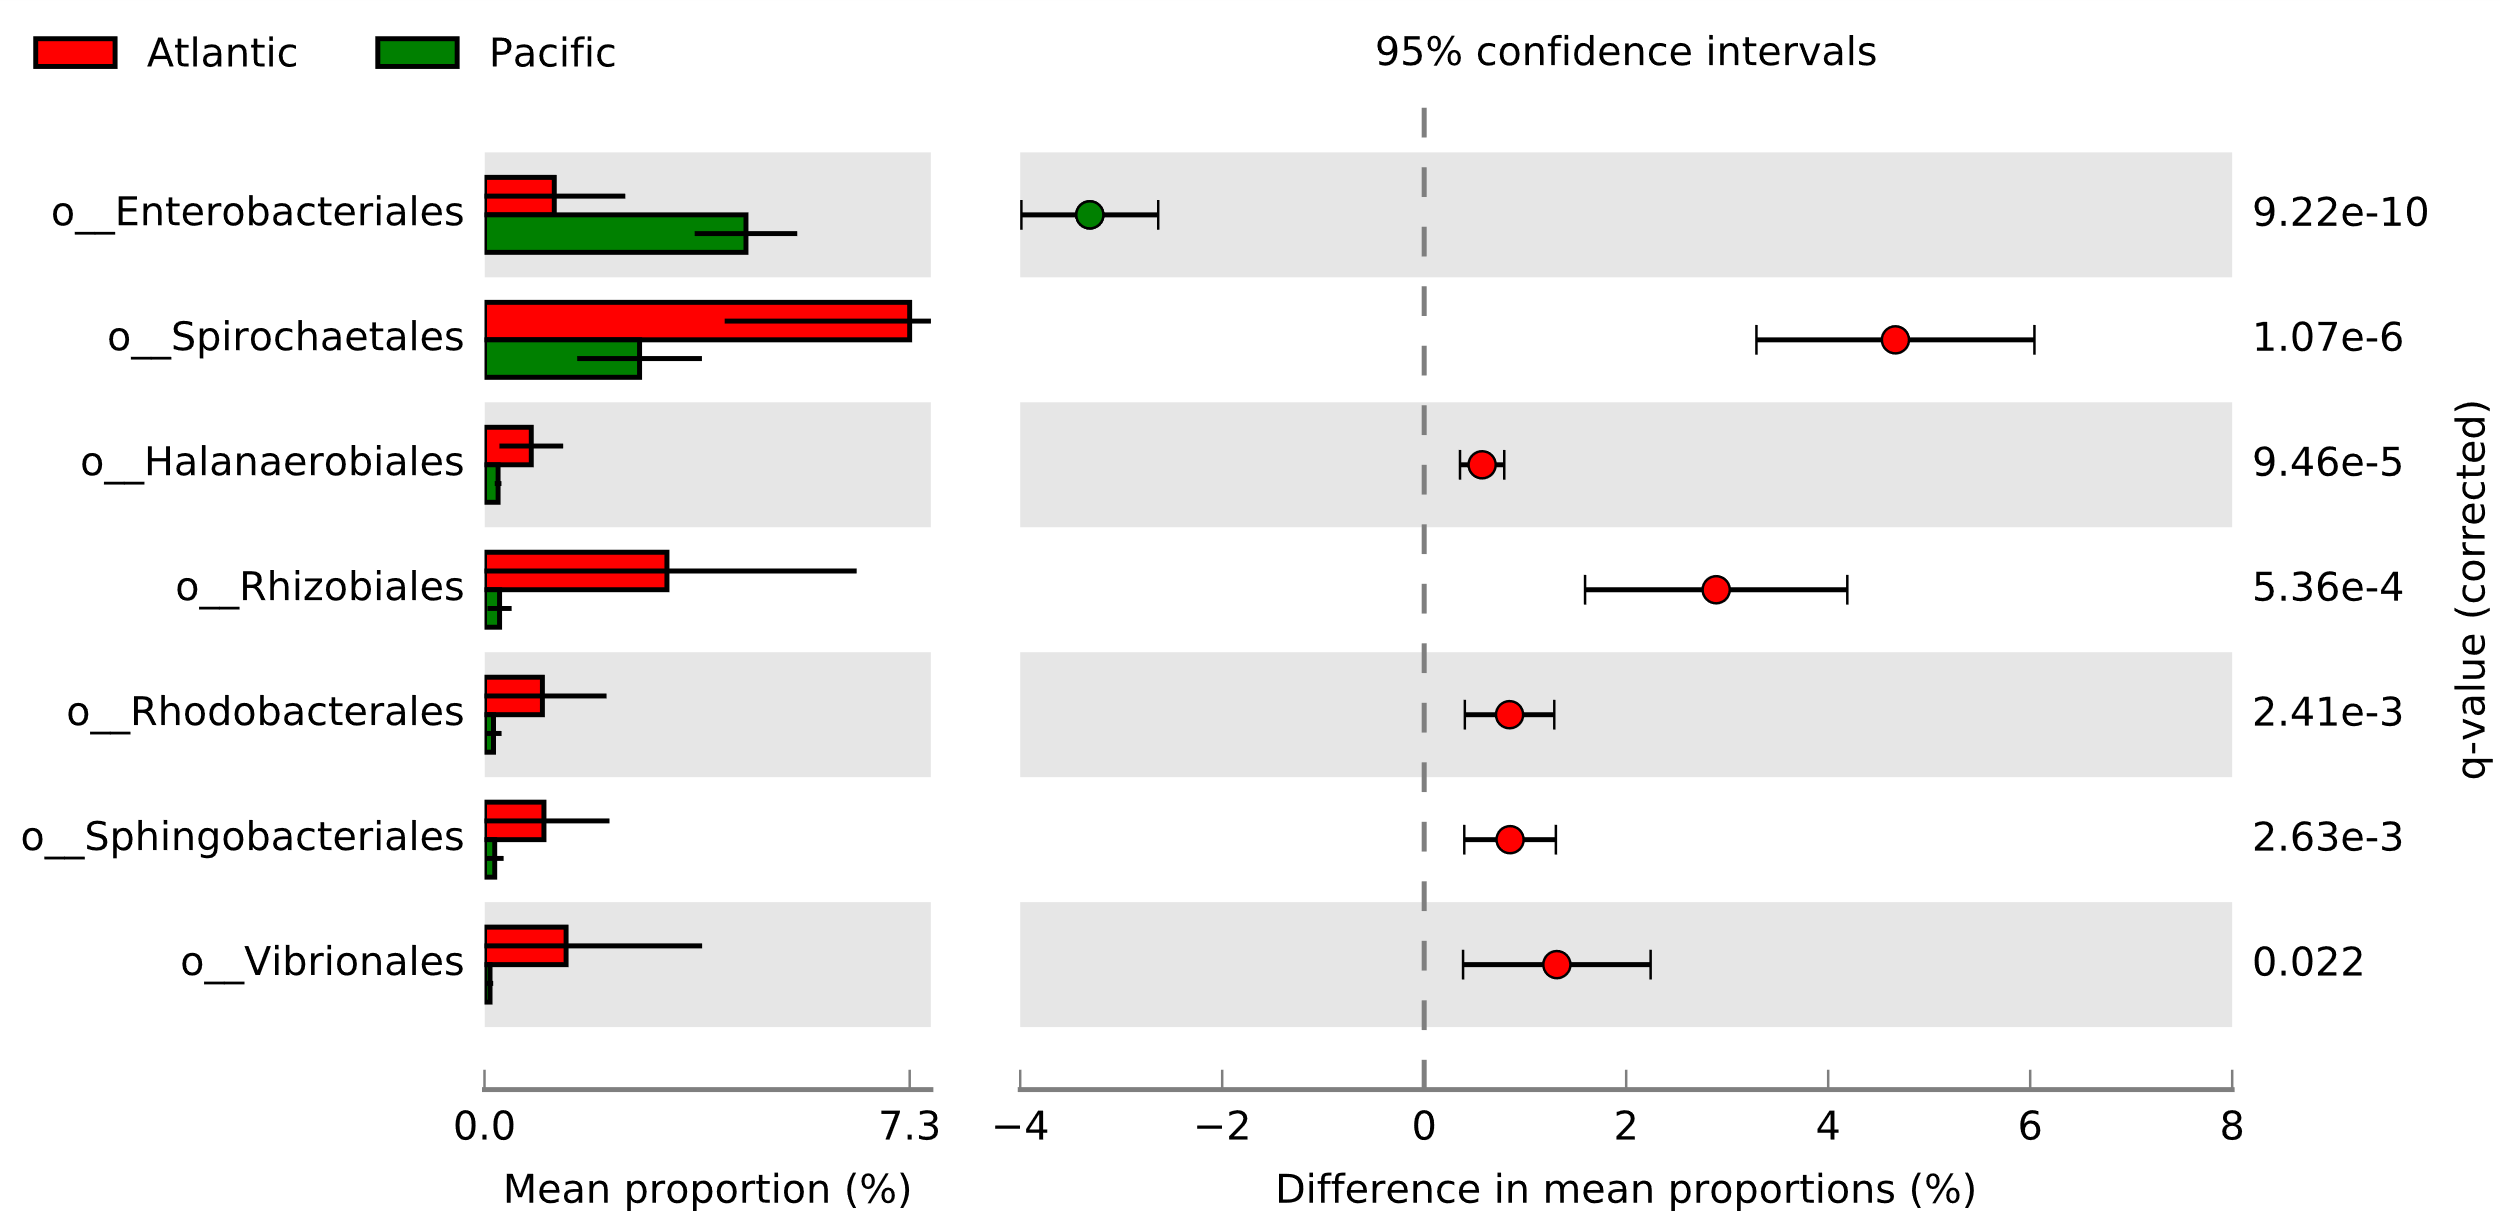 Atlantic Pacific 95% confidence intervals
o__Enterobacteriales 9.22e-10
o__Spirochaetales 1.07e-6
o__Halanaerobiales 9.46e-5
o__Rhizobiales 5.36e-4
o__Rhodobacterales 2.41e-3
o__Sphingobacteriales 2.63e-3
o__Vibrionales 0.022
q-value (corrected)
0.0 7.3 −4 −2 0 2 4 6 8
Mean proportion (%) Difference in mean proportions (%)